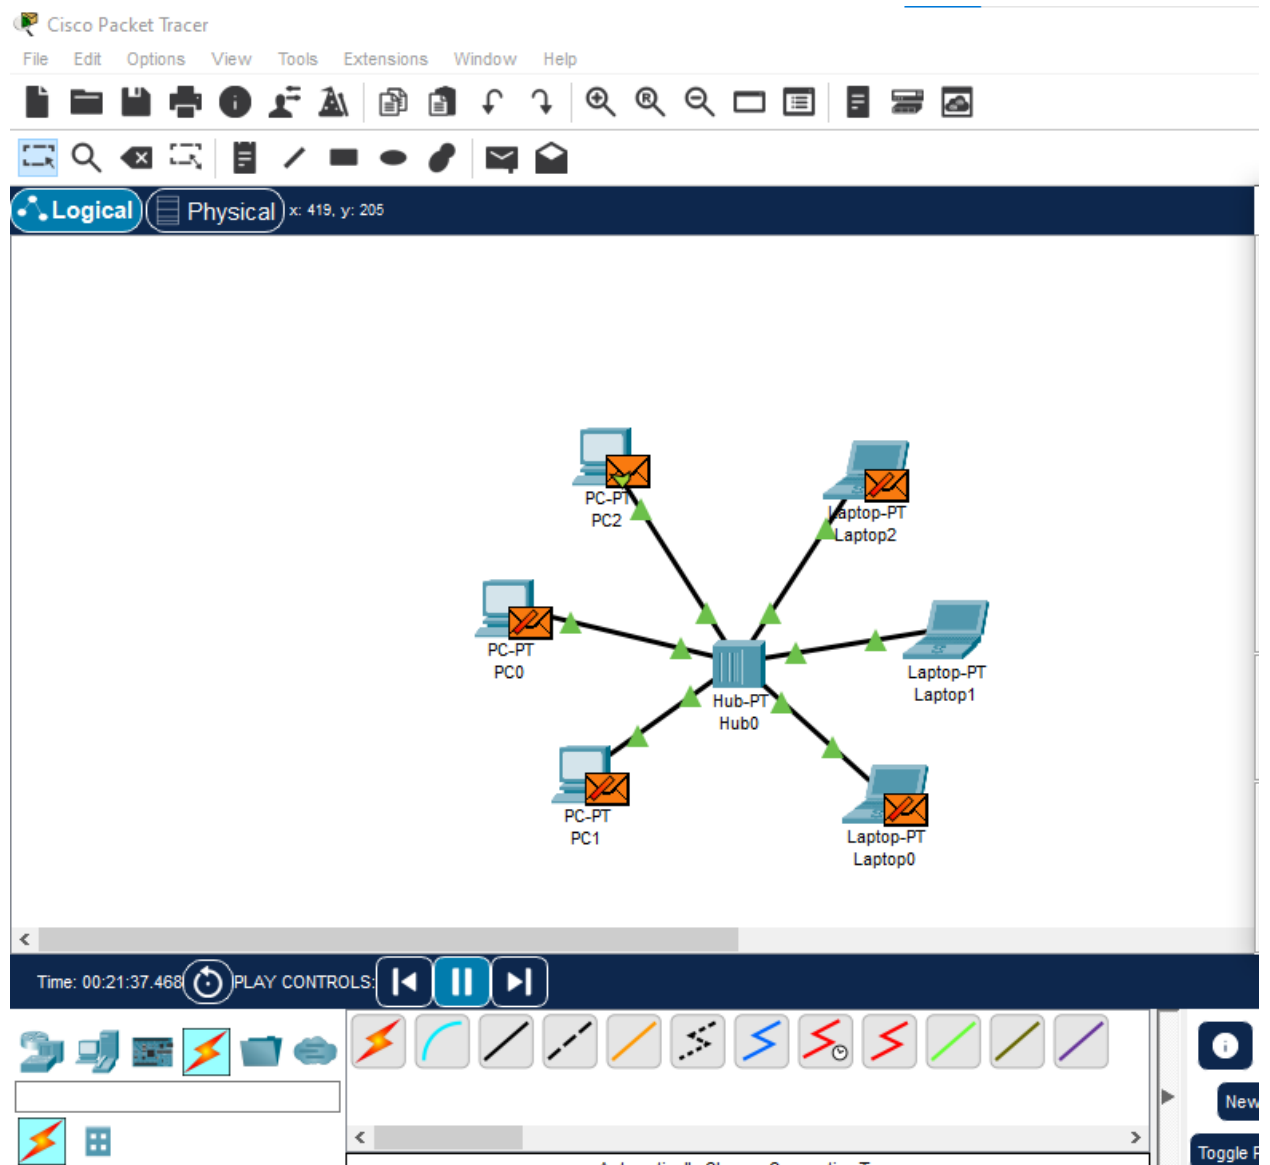 Cisco Packet Tracer
File Edit Options View Tools Extensions Window Help
Logical Physical x: 419, y: 205
PC-PT
PC2
Laptop-PT
Laptop2
PC-PT
PC0
Laptop-PT
Laptop1
Hub-PT
Hub0
PC-PT
PC1
Laptop-PT
Laptop0
Time: 00:21:37.468 PLAY CONTROLS:
New
Toggle